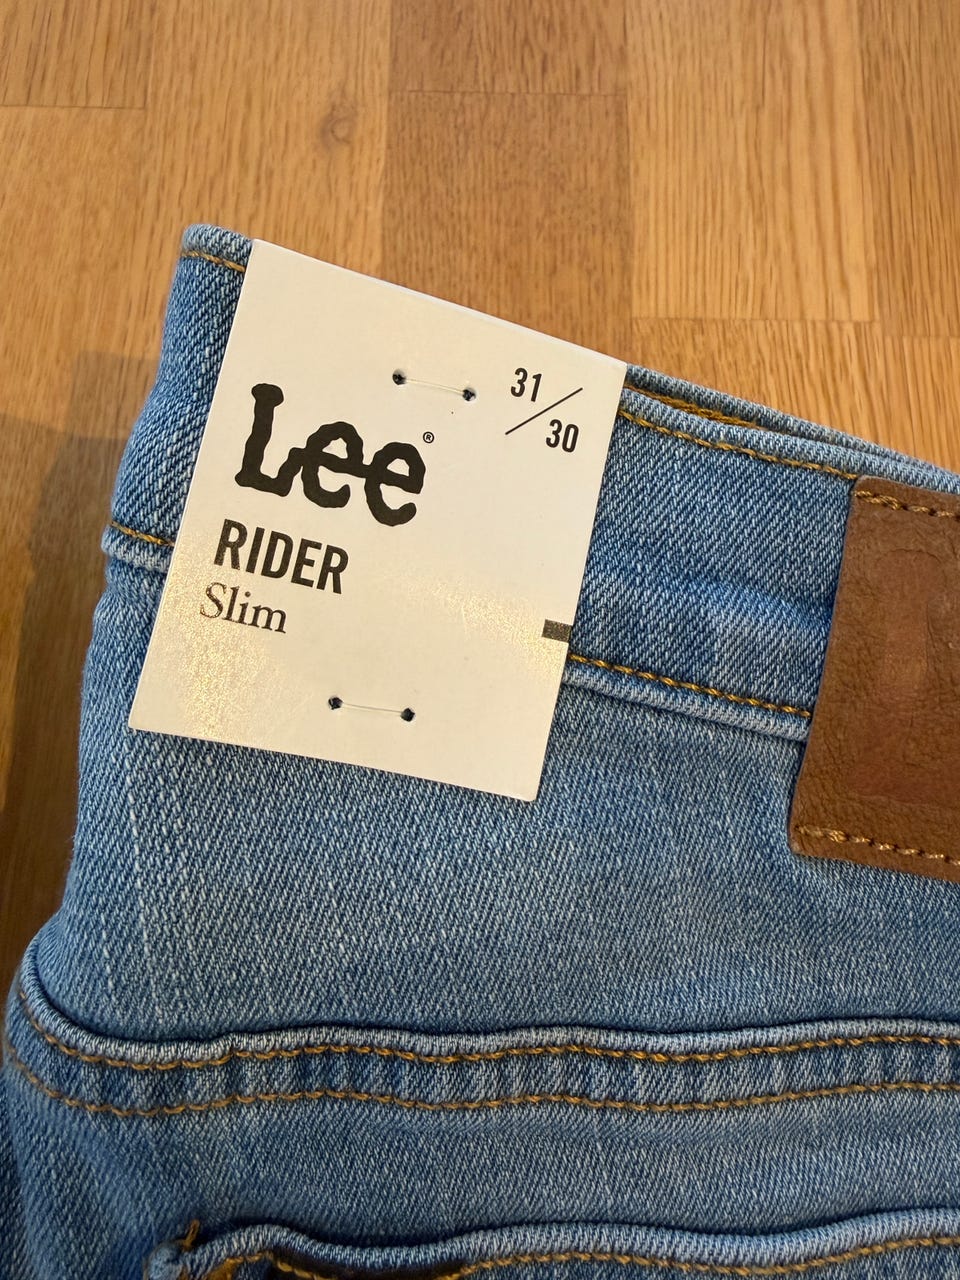 31/30
Lee®
RIDER
Slim